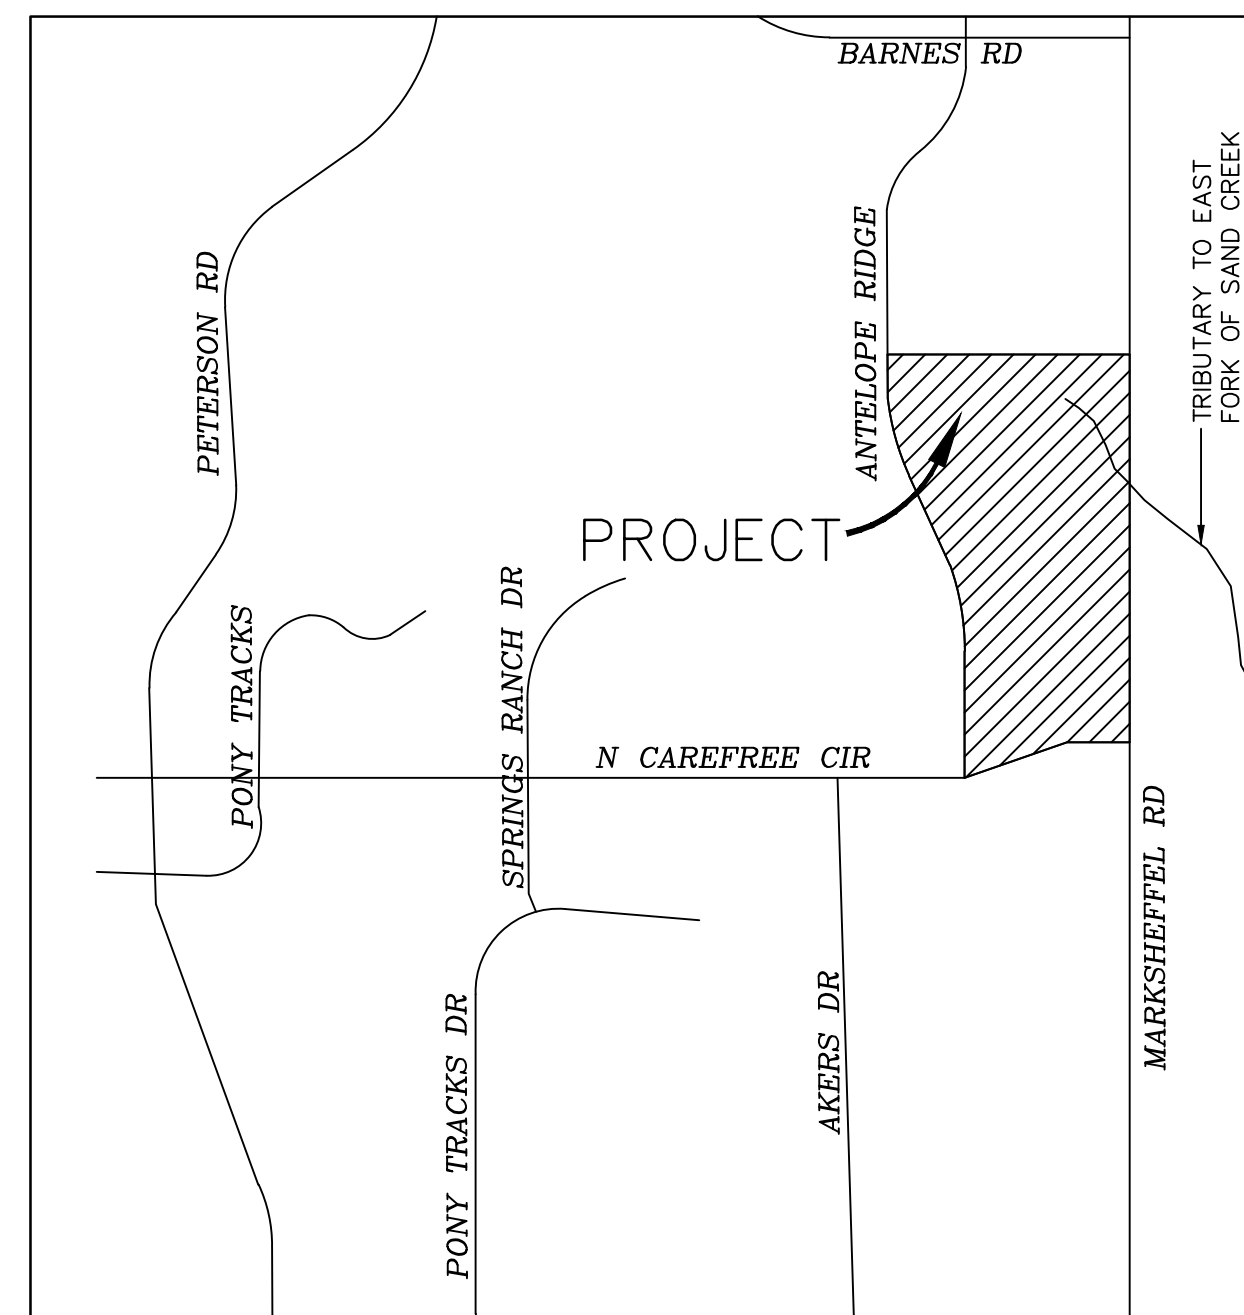 BARNES RD
TRIBUTARY TO EAST
FORK OF SAND CREEK
ANTELOPE RIDGE
PETERSON RD
PROJECT
SPRINGS RANCH DR
PONY TRACKS
N CAREFREE CIR
MARKSHEFFEL RD
AKERS DR
PONY TRACKS DR